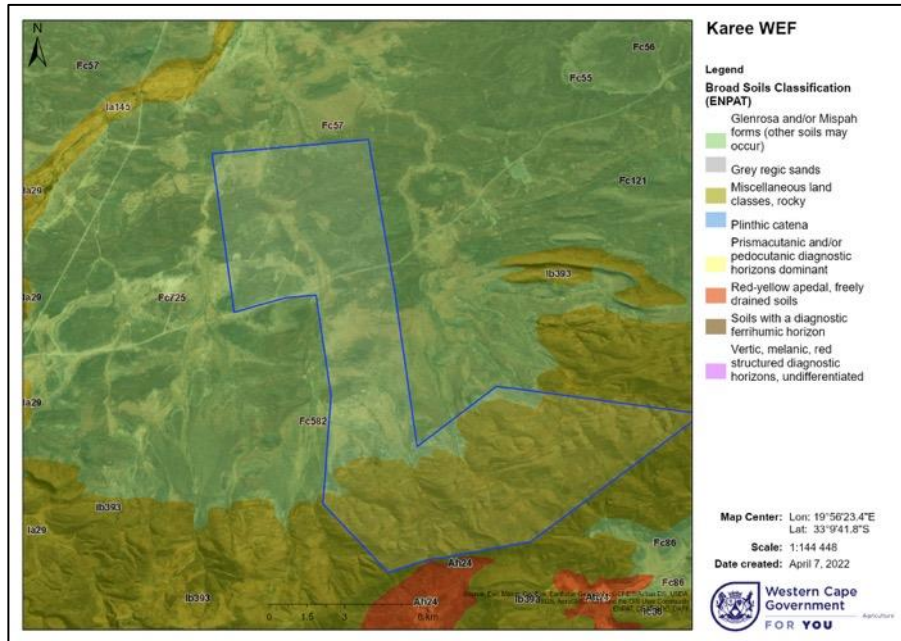 Karee WEF
N
Fc57
Fc56
Fc55
Ia145
Fc57
Ia29
Fc121
Ib393
Ia29
Fc725
Ia29
Fc582
Ib393
Ia29
Fc86
Ah24
Fc86
Ib393
Ah24
Ib393
Ah24
0 1.5 3 6 km
Legend
Broad Soils Classification
(ENPAT)
Glenrosa and/or Mispah
forms (other soils may
occur)
Grey regic sands
Miscellaneous land
classes, rocky
Plinthic catena
Prismacutanic and/or
pedocutanic diagnostic
horizons dominant
Red-yellow apedal, freely
drained soils
Soils with a diagnostic
ferrihumic horizon
Vertic, melanic, red
structured diagnostic
horizons, undifferentiated
Map Center: Lon: 19°56'23.4"E
Lat: 33°9'41.8"S
Scale: 1:144 448
Date created: April 7, 2022
Western Cape
Government
Agriculture
FOR YOU